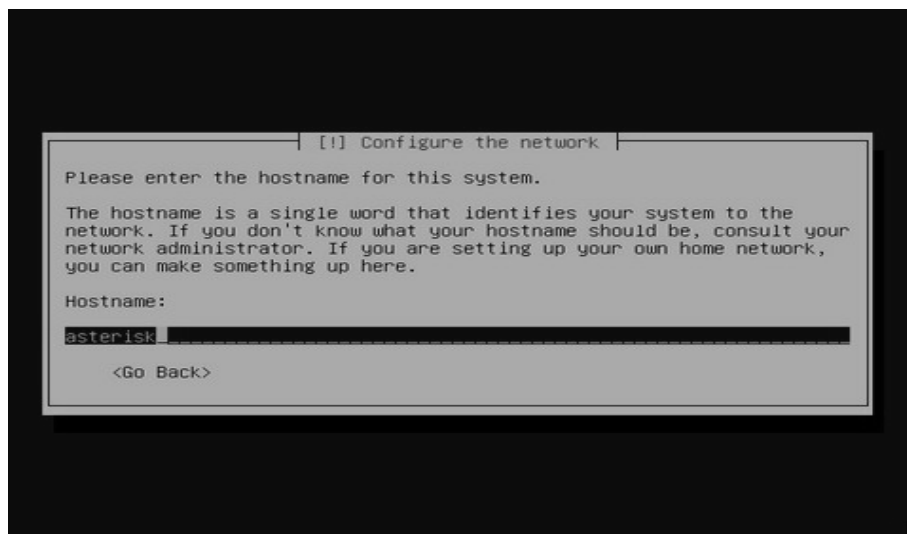 [!] Configure the network
Please enter the hostname for this system.
The hostname is a single word that identifies your system to the
network. If you don't know what your hostname should be, consult your
network administrator. If you are setting up your own home network,
you can make something up here.
Hostname:
asterisk
<Go Back>